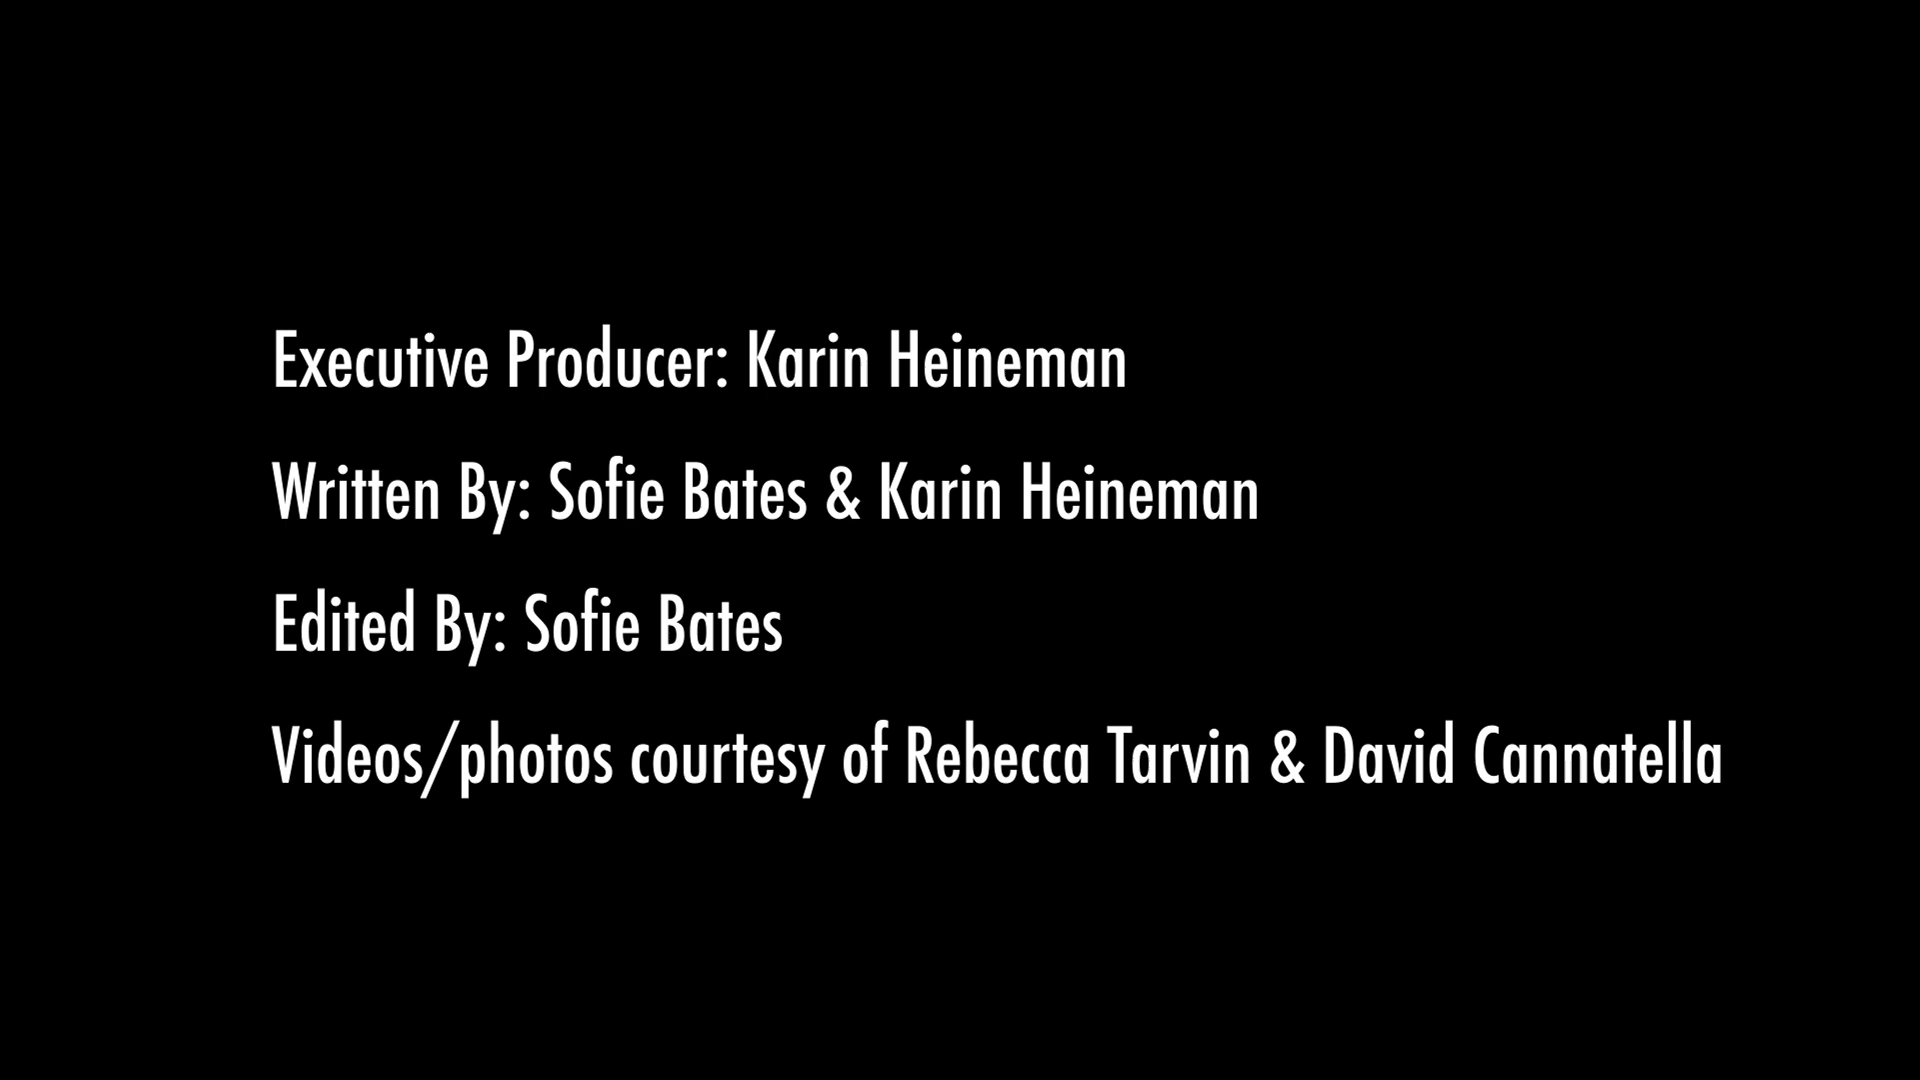 Executive Producer: Karin Heineman
Written By: Sofie Bates & Karin Heineman
Edited By: Sofie Bates
Videos/photos courtesy of Rebecca Tarvin & David Cannatella